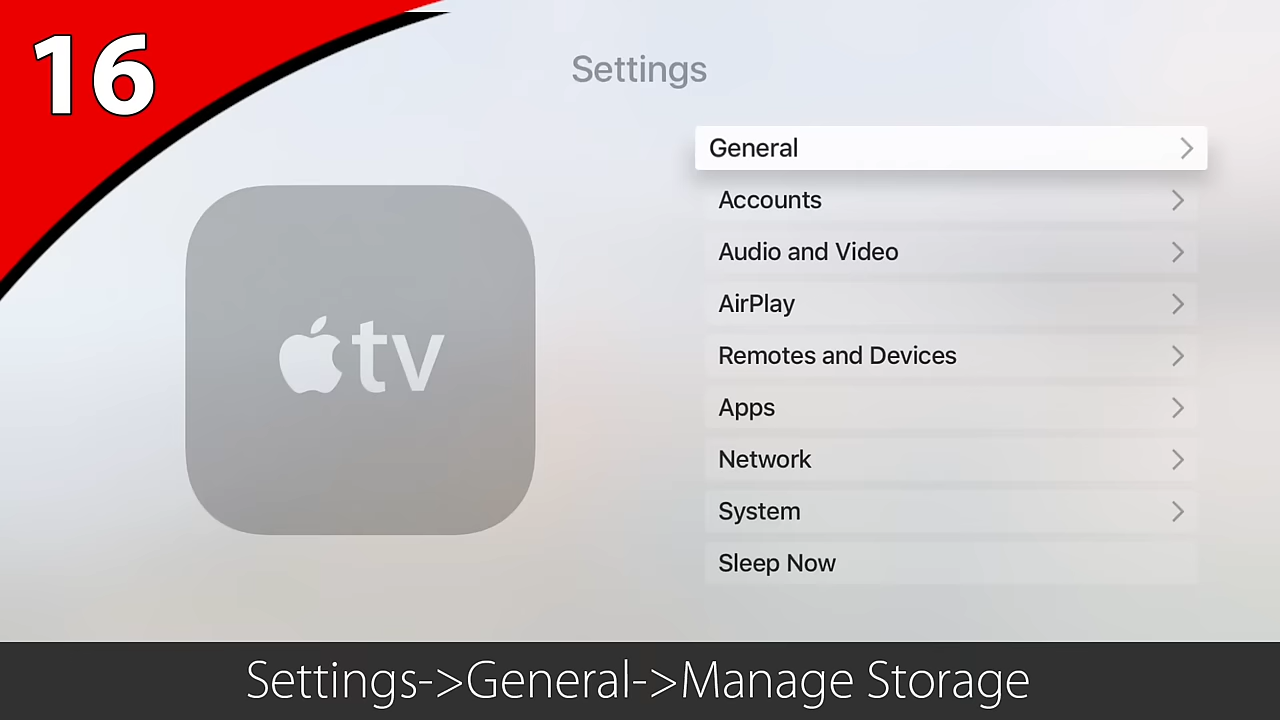 16
Settings
General
Accounts
Audio and Video
AirPlay
Remotes and Devices
Apps
Network
System
Sleep Now
tv
Settings->General->Manage Storage